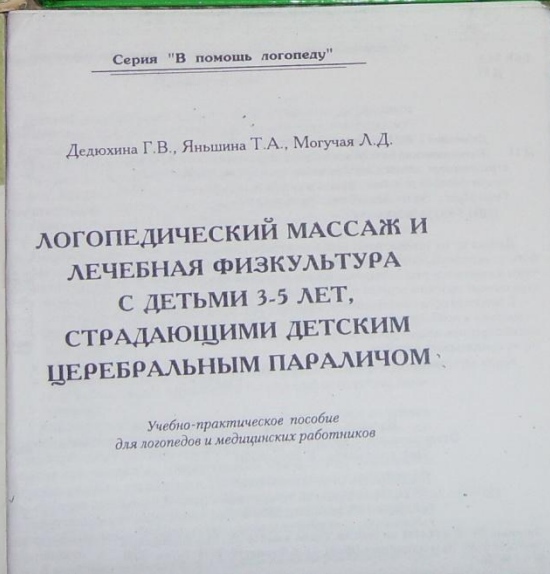 Серия "В помощь логопеду"
Дедюхина Г.В., Яньшина Т.А., Могучая Л.Д.
ЛОГОПЕДИЧЕСКИЙ МАССАЖ И
ЛЕЧЕБНАЯ ФИЗКУЛЬТУРА
С ДЕТЬМИ 3-5 ЛЕТ,
СТРАДАЮЩИМИ ДЕТСКИМ
ЦЕРЕБРАЛЬНЫМ ПАРАЛИЧОМ
Учебно-практическое пособие
для логопедов и медицинских работников